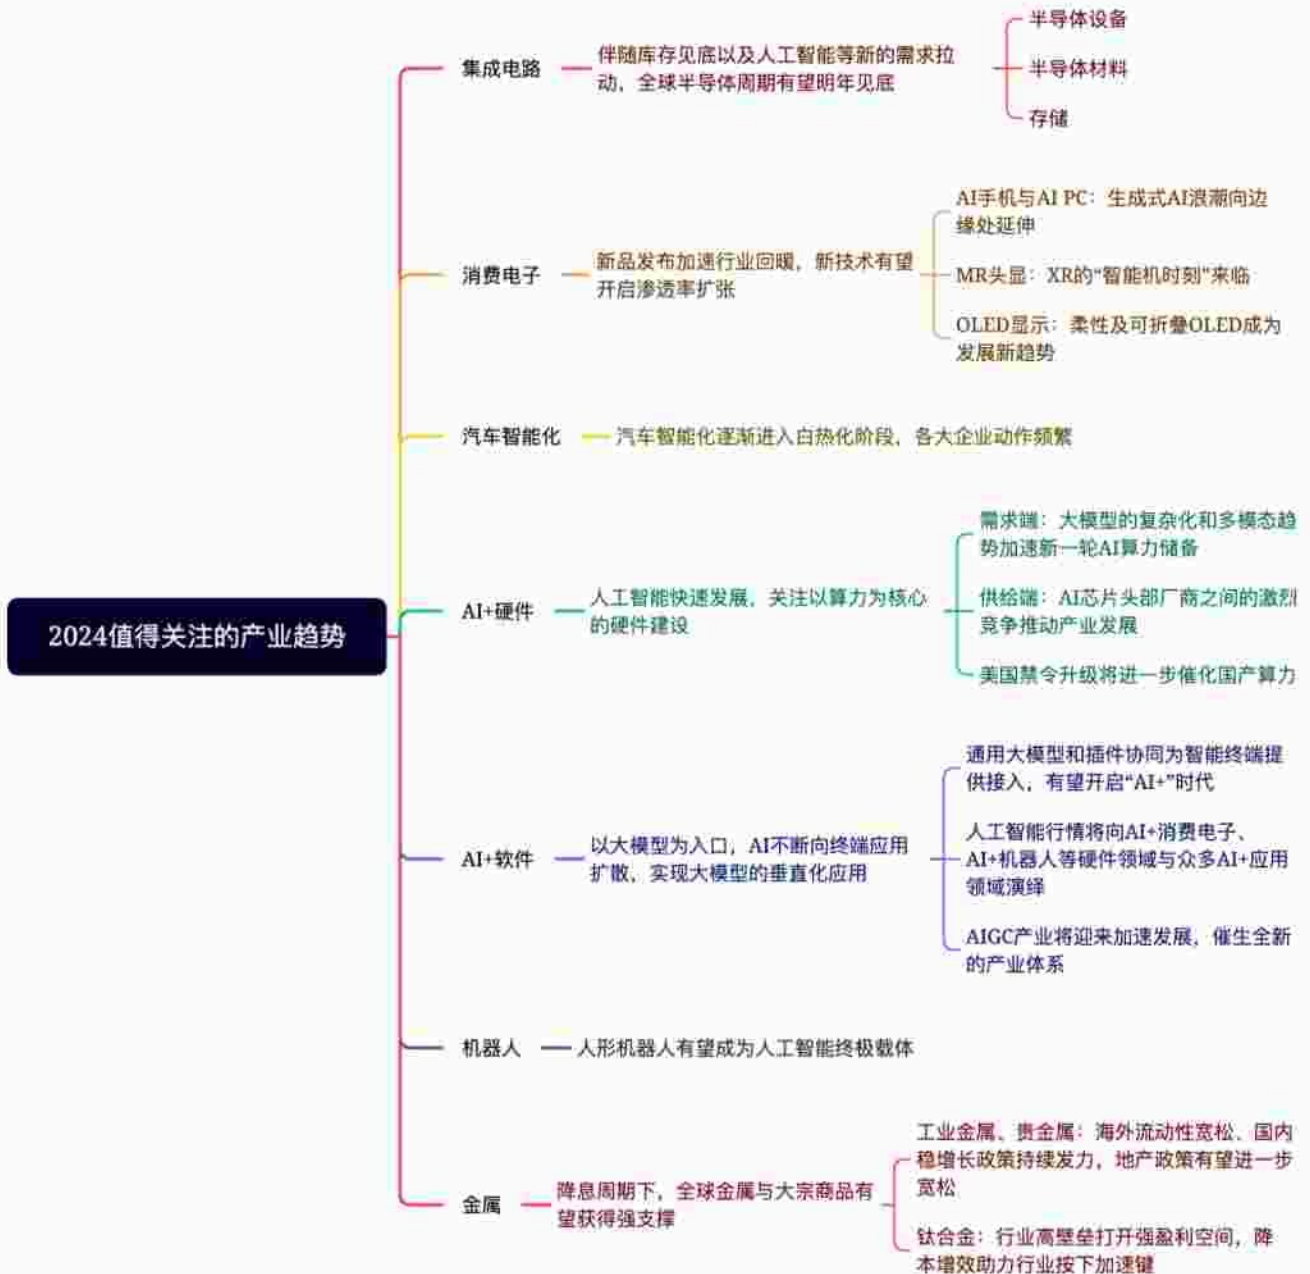 2024值得关注的产业趋势
集成电路
伴随库存见底以及人工智能等新的需求拉
动，全球半导体周期有望明年见底
半导体设备
半导体材料
存储
消费电子
新品发布加速行业回暖，新技术有望
开启渗透率扩张
AI手机与AI PC：生成式AI浪潮向边
缘处延伸
MR头显：XR的“智能机时刻”来临
OLED显示：柔性及可折叠OLED成为
发展新趋势
汽车智能化
汽车智能化逐渐进入白热化阶段，各大企业动作频繁
AI+硬件
人工智能快速发展，关注以算力为核心
的硬件建设
需求端：大模型的复杂化和多模态趋
势加速新一轮AI算力储备
供给端：AI芯片头部厂商之间的激烈
竞争推动产业发展
美国禁令升级将进一步催化国产算力
AI+软件
以大模型为入口，AI不断向终端应用
扩散，实现大模型的垂直化应用
通用大模型和插件协同为智能终端提
供接入，有望开启“AI+”时代
人工智能行情将向AI+消费电子、
AI+机器人等硬件领域与众多AI+应用
领域演绎
AIGC产业将迎来加速发展，催生全新
的产业体系
机器人
人形机器人有望成为人工智能终极载体
金属
降息周期下，全球金属与大宗商品有
望获得强支撑
工业金属、贵金属：海外流动性宽松、国内
稳增长政策持续发力，地产政策有望进一步
宽松
钛合金：行业高壁垒打开强盈利空间，降
本增效助力行业按下加速键